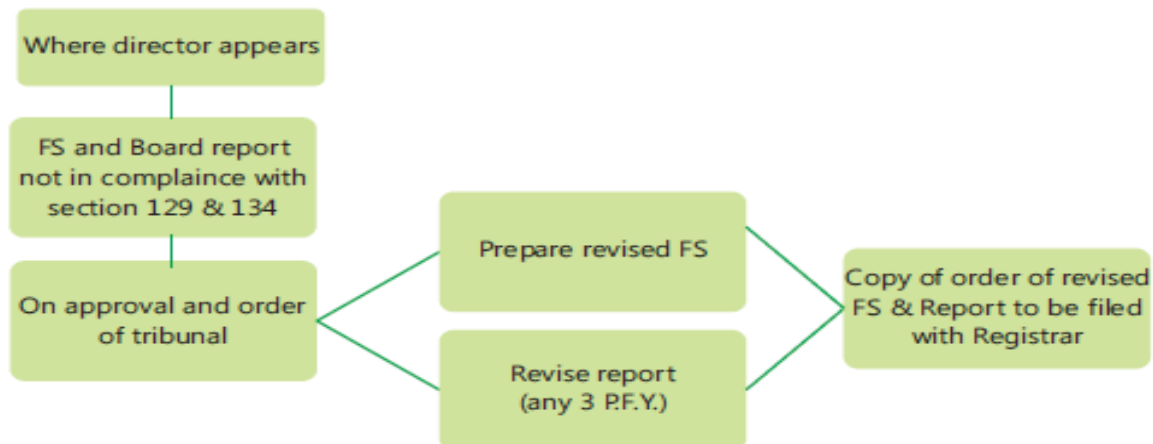 Where director appears
FS and Board report
not in complaince with
section 129 & 134
On approval and order
of tribunal
Prepare revised FS
Revise report
(any 3 P.F.Y.)
Copy of order of revised
FS & Report to be filed
with Registrar